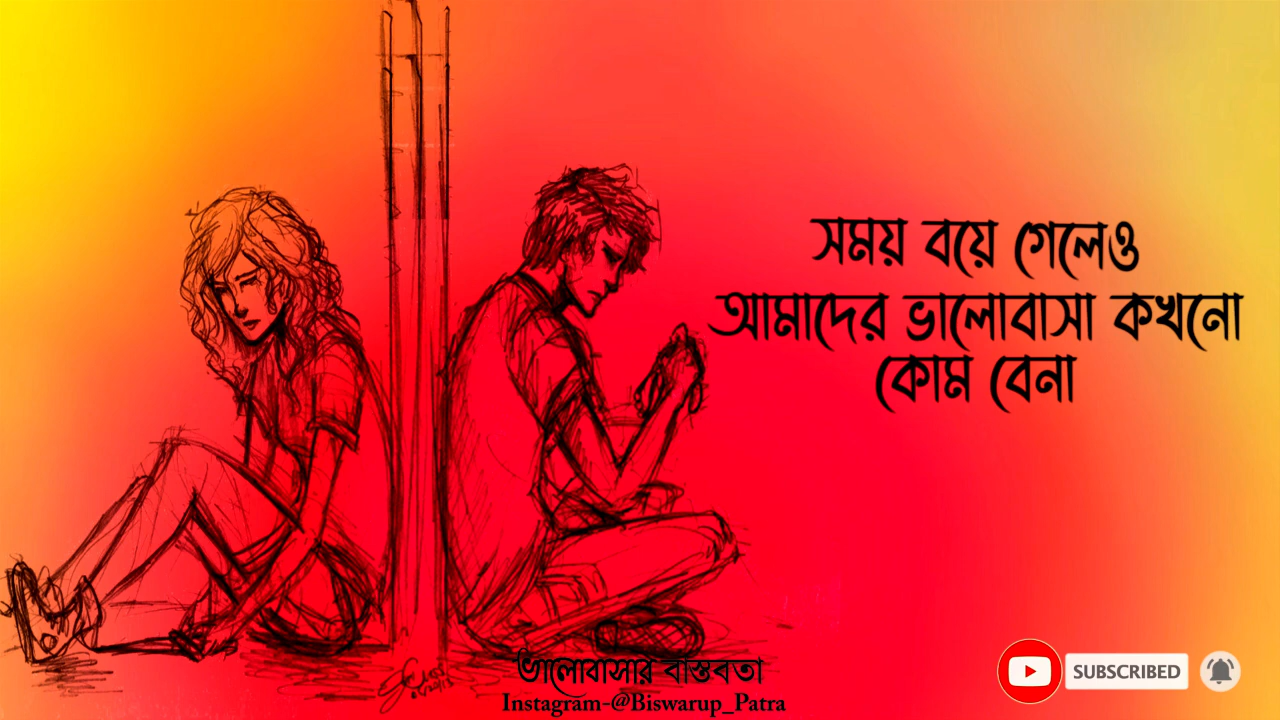 সময় বয়ে গেলেও
আমাদের ভালোবাসা কখনো
কোম বেনা
ভালোবাসার বাস্তবতা
Instagram-@Biswarup_Patra
SUBSCRIBED